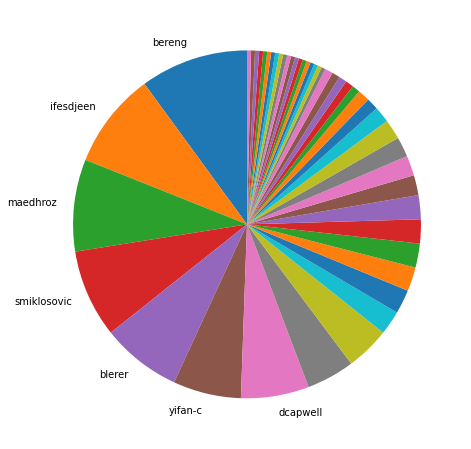 bereng
ifesdjeen
maedhroz
smiklosovic
blerer
yifan-c
dcapwell